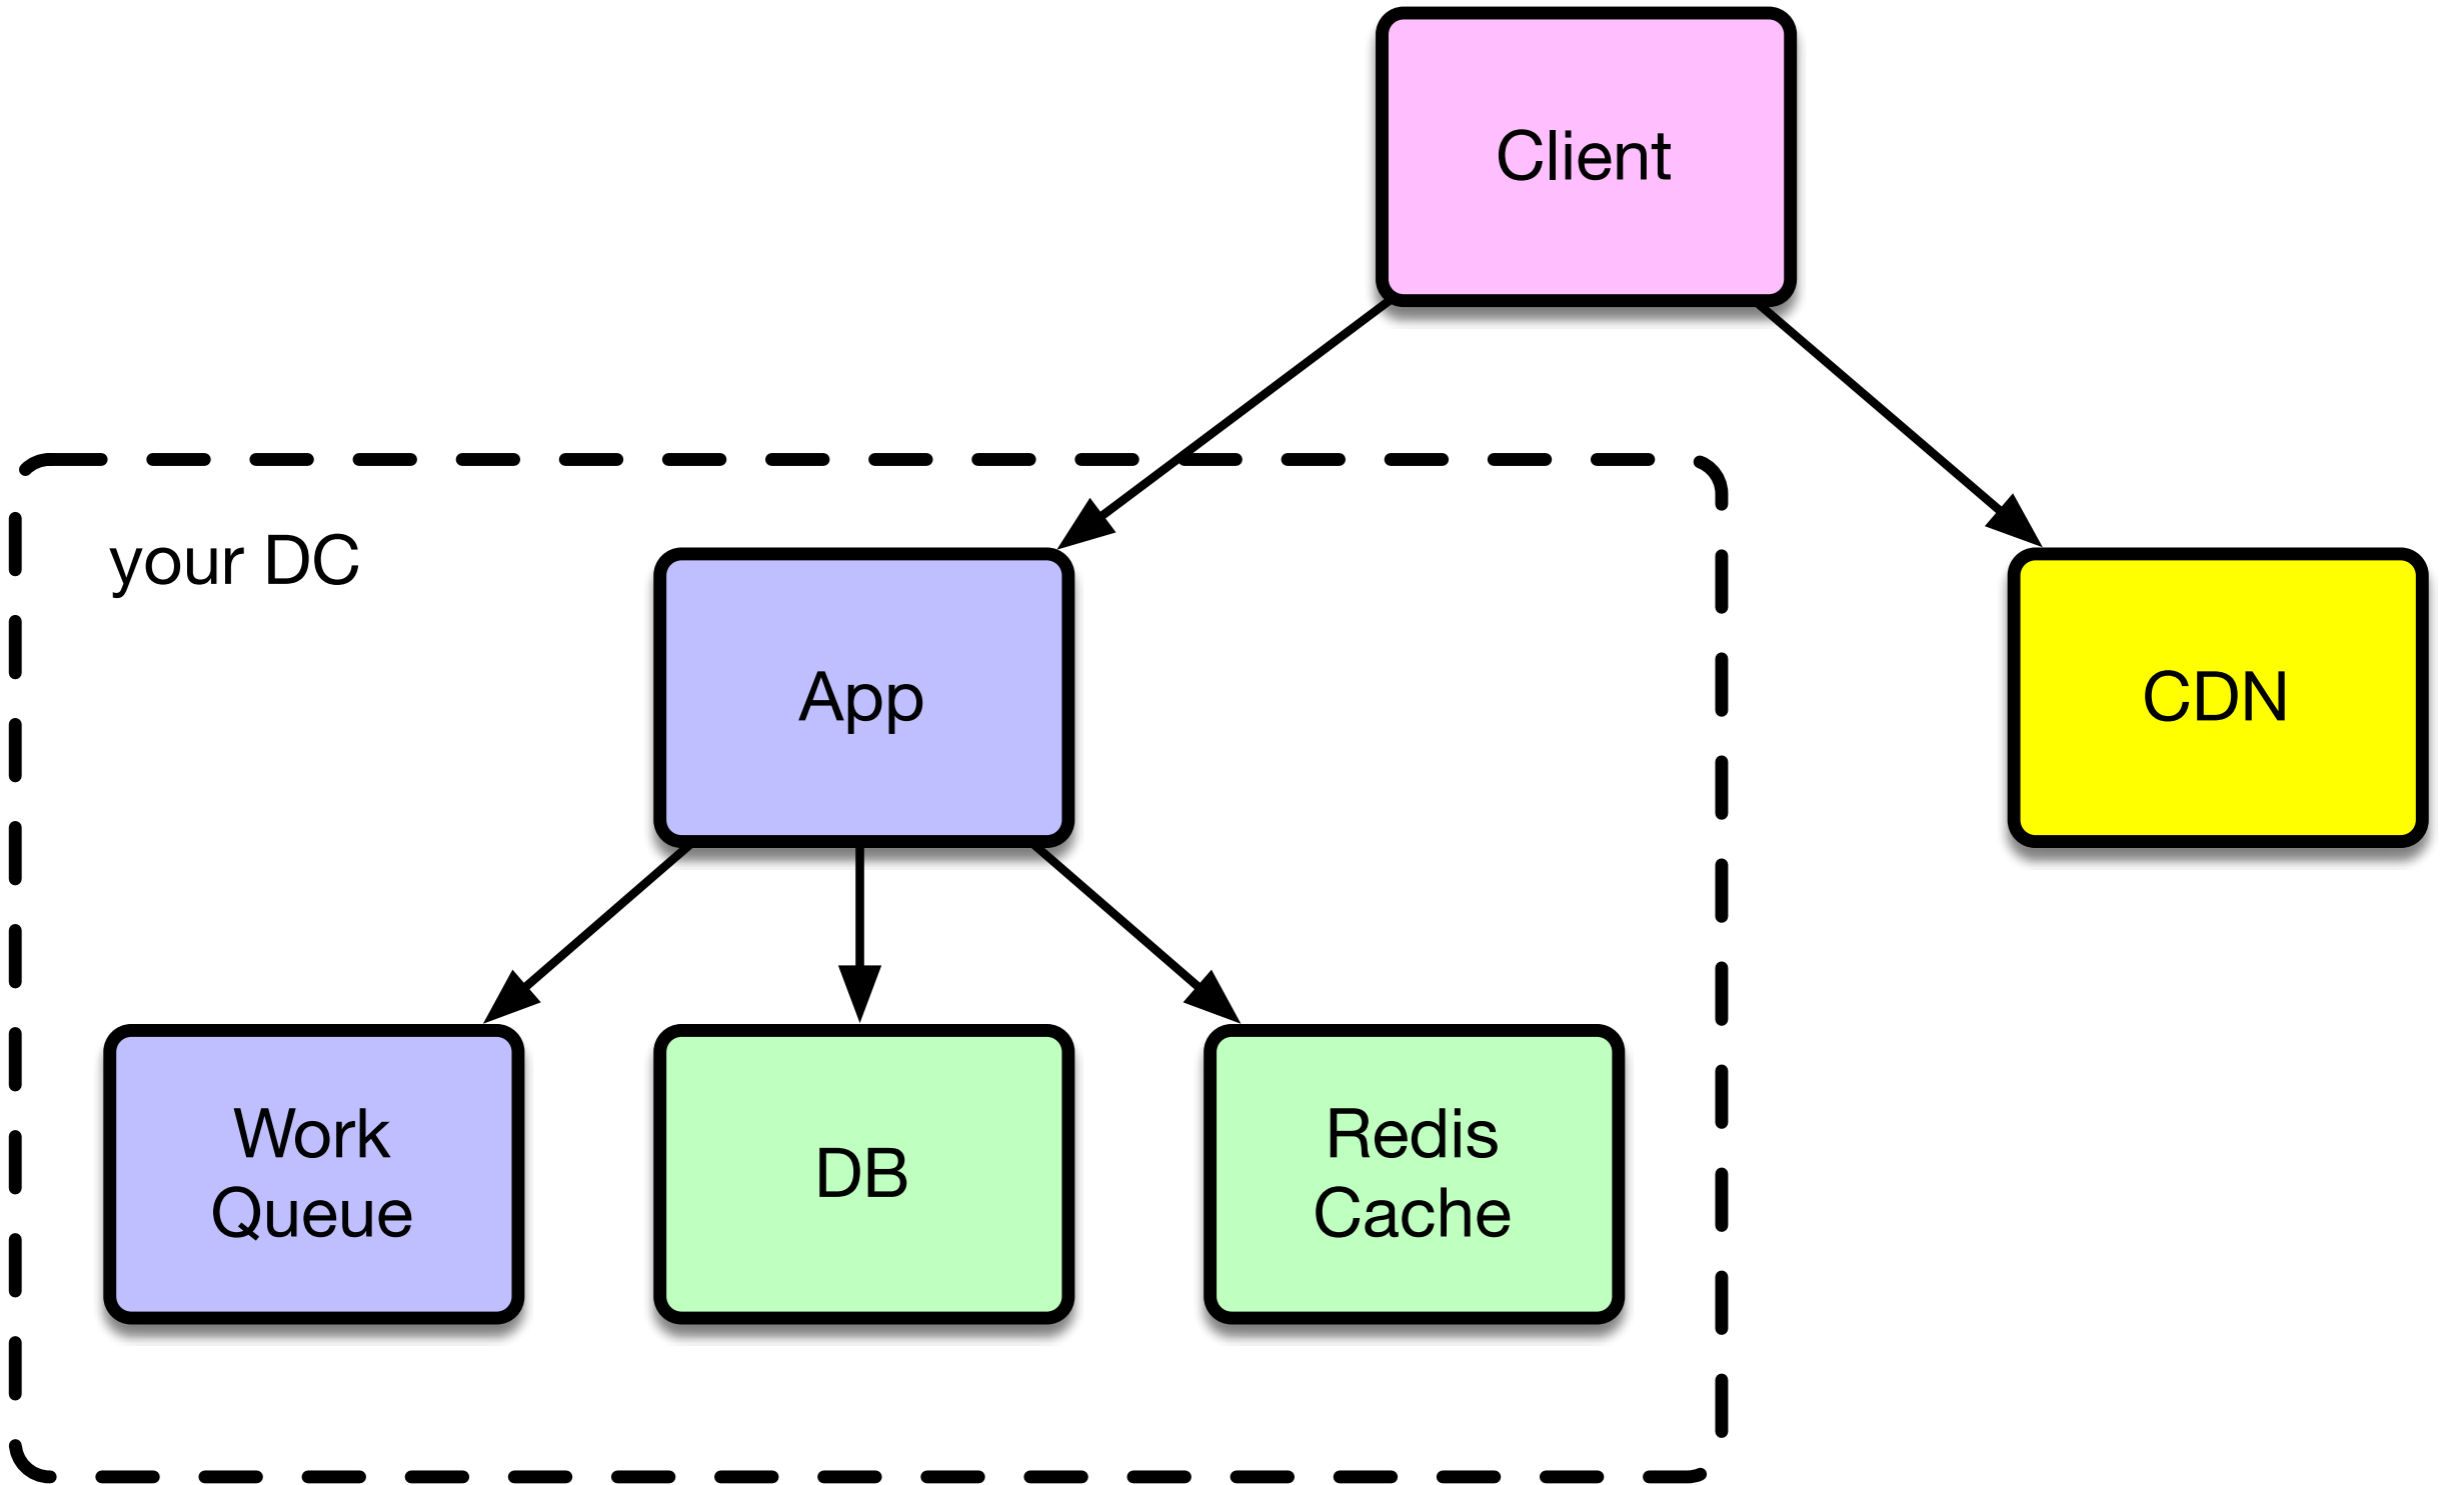 Client
your DC
App
CDN
Work
Queue
DB
Redis
Cache